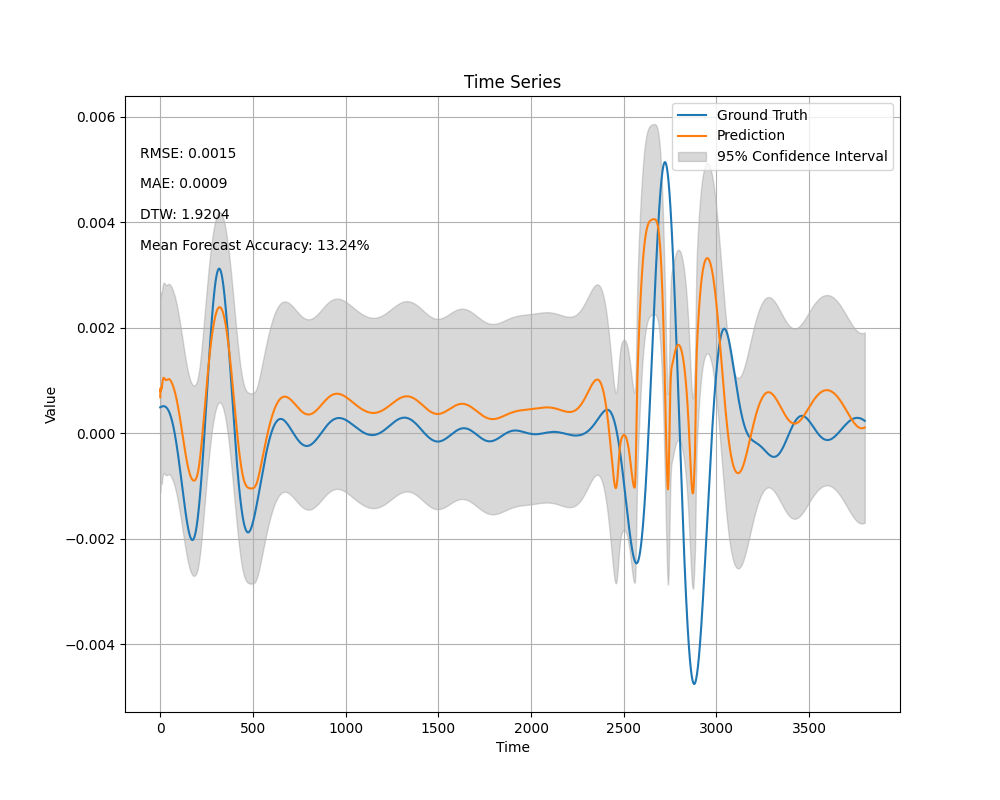 Time Series
Ground Truth
Prediction
95% Confidence Interval
RMSE: 0.0015
MAE: 0.0009
DTW: 1.9204
Mean Forecast Accuracy: 13.24%
Value
0.006
0.004
0.002
0.000
−0.002
−0.004
0 500 1000 1500 2000 2500 3000 3500
Time